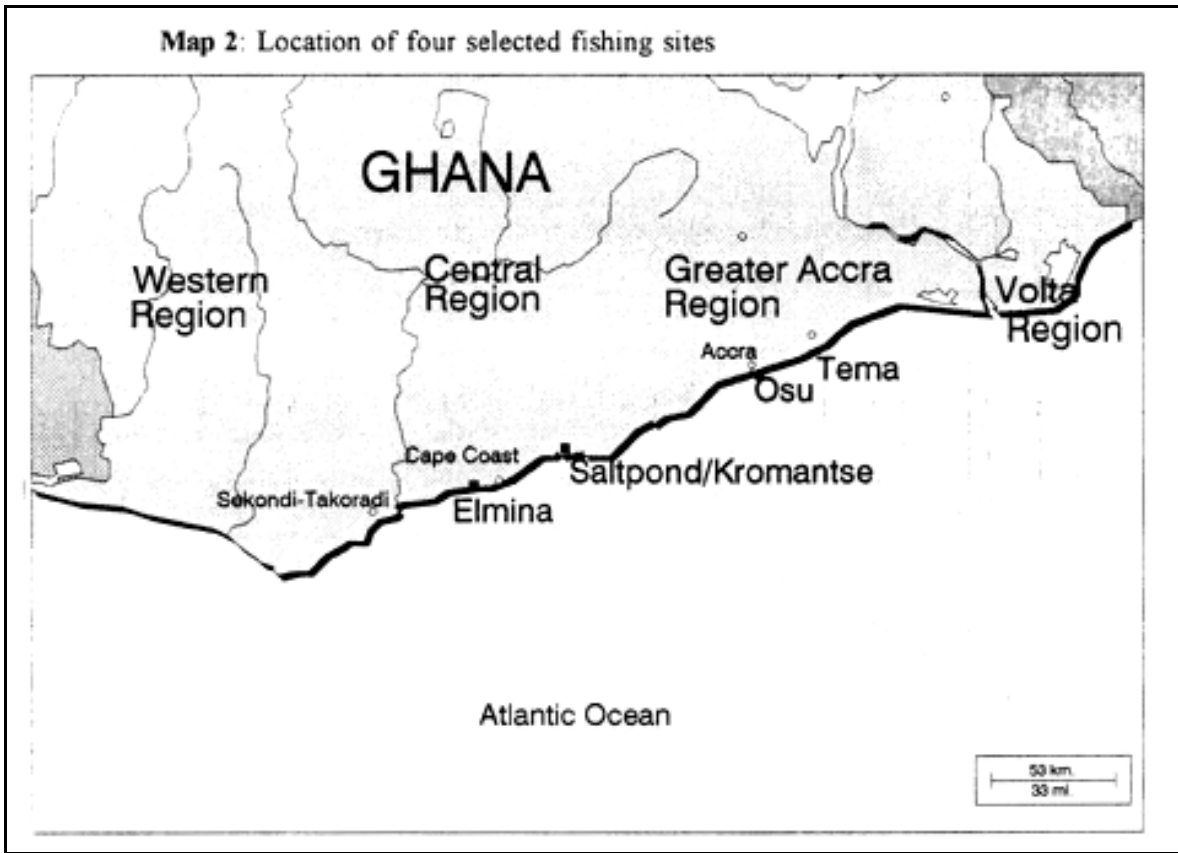 Map 2: Location of four selected fishing sites
GHANA
Western
Region
Central
Region
Greater Accra
Region
Volta
Region
Accra
Tema
Osu
Cape Coast
Saltpond/Kromantse
Sekondi-Takoradi
Elmina
Atlantic Ocean
53 km.
33 mi.